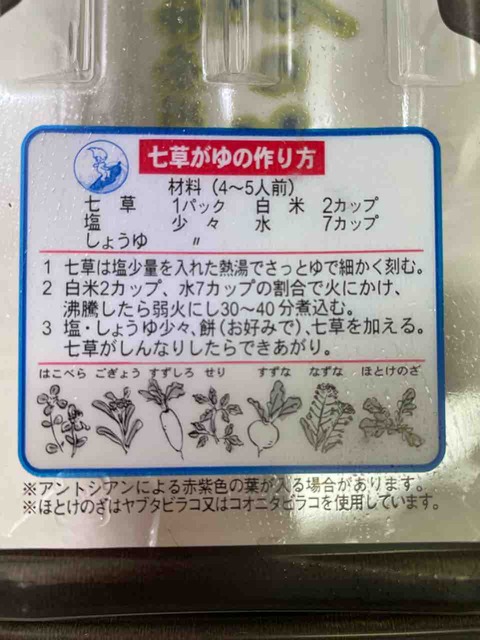 七草がゆの作り方
材料（4～5人前）
七草 1パック 白米 2カップ
塩 少々 水 7カップ
しょうゆ 〃
1 七草は塩少量を入れた熱湯でさっとゆで細かく刻む。
2 白米2カップ、水7カップの割合で火にかけ、
沸騰したら弱火にし30～40分煮込む。
3 塩・しょうゆ少々、餅（お好みで）、七草を加える。
七草がしんなりしたらできあがり。
はこべら ごぎょう すずしろ せり すずな なずな ほとけのざ
※アントシアンによる赤紫色の葉が入る場合があります。
※ほとけのざはヤブタビラコ又はコオニタビラコを使用しています。